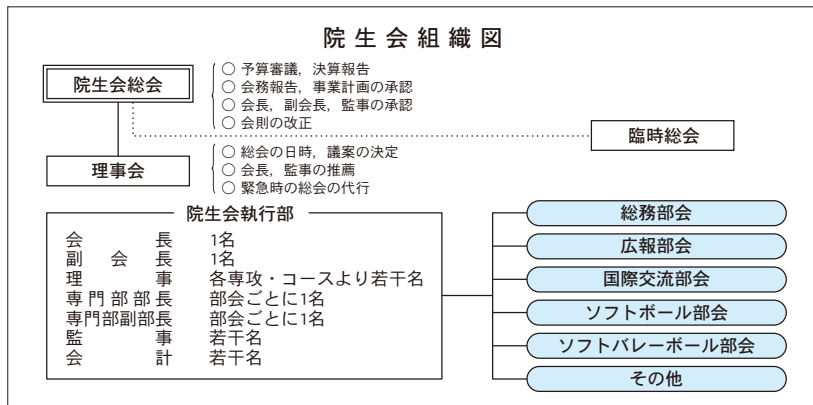 院生会組織図
院生会総会
○ 予算審議，決算報告
○ 会務報告，事業計画の承認
○ 会長，副会長，監事の承認
○ 会則の改正
臨時総会
理事会
○ 総会の日時，議案の決定
○ 会長，監事の推薦
○ 緊急時の総会の代行
院生会執行部
会長 1名
副会長 1名
理事 各専攻・コースより若干名
専門部部長 部会ごとに1名
専門部副部長 部会ごとに1名
監事 若干名
会計 若干名
総務部会
広報部会
国際交流部会
ソフトボール部会
ソフトバレーボール部会
その他